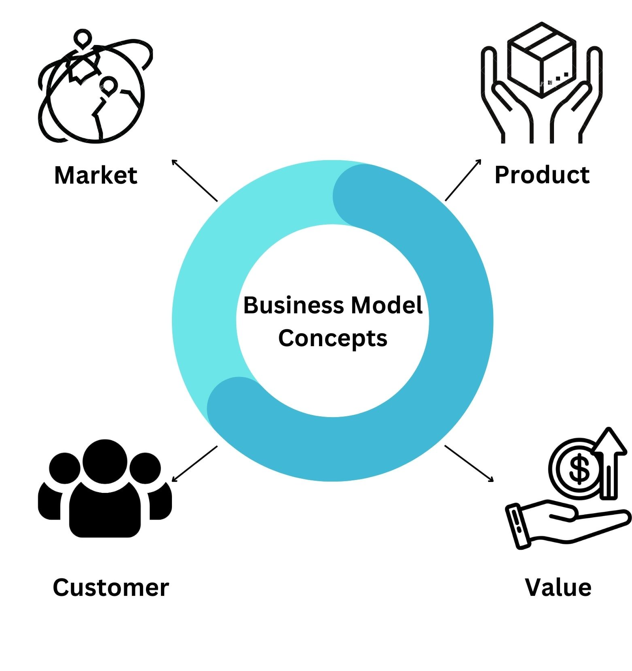 Market
Product
Business Model
Concepts
Customer
Value
$